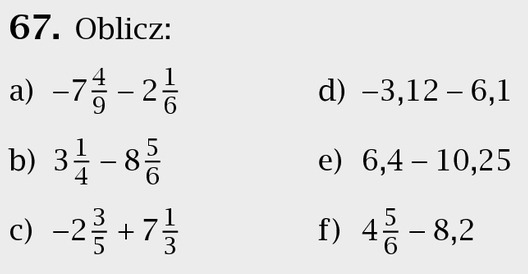 67. Oblicz:
a) −7 4/9 − 2 1/6
d) −3,12 − 6,1
b) 3 1/4 − 8 5/6
e) 6,4 − 10,25
c) −2 3/5 + 7 1/3
f) 4 5/6 − 8,2